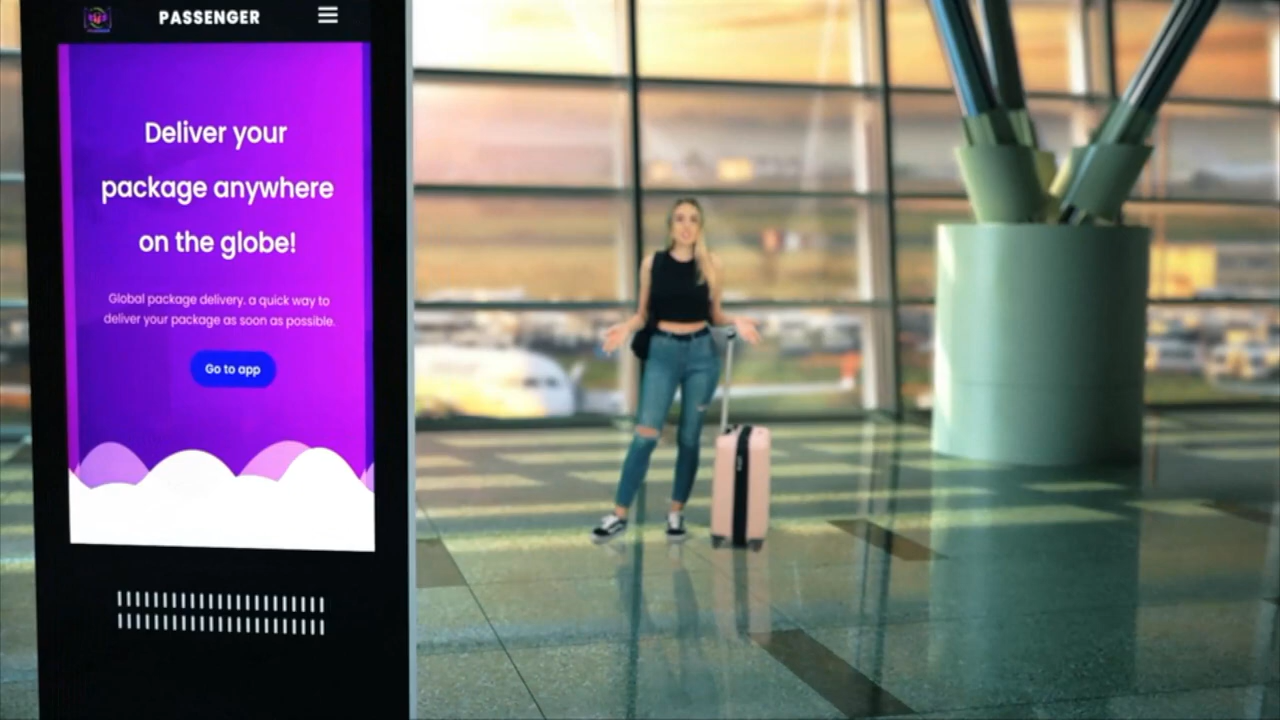 PASSENGER
Deliver your
package anywhere
on the globe!
Global package delivery. a quick way to
deliver your package as soon as possible.
Go to app